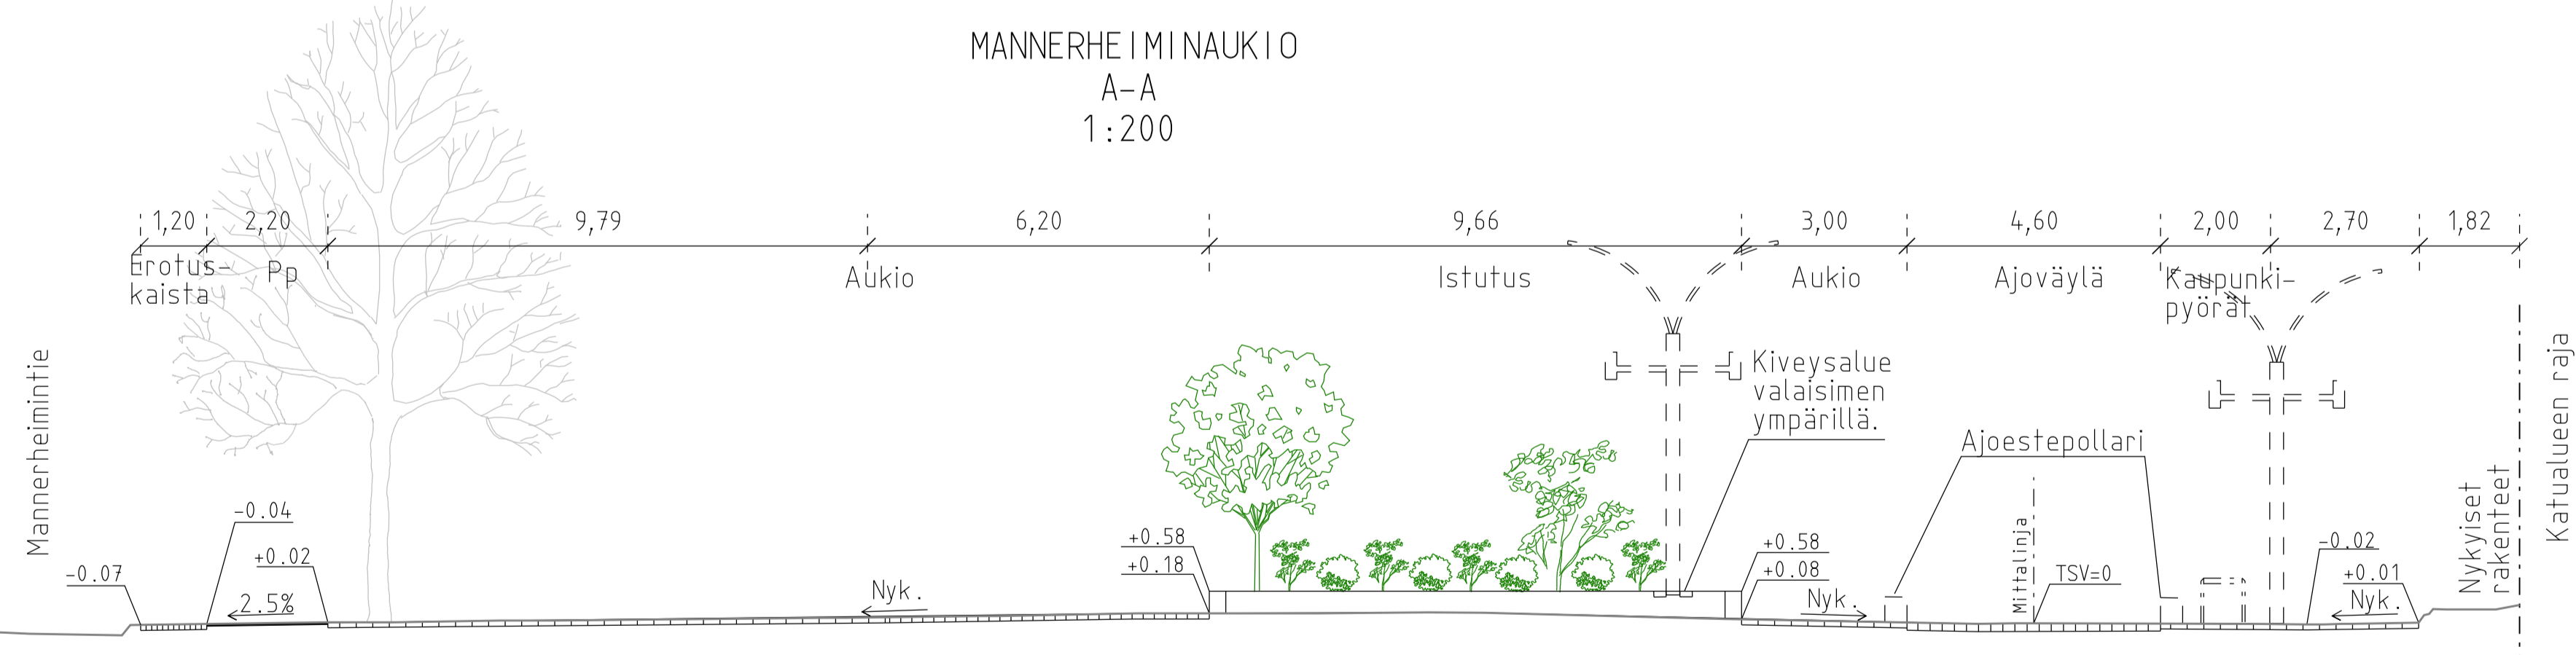 MANNERHEIMINAUKIO
A-A
1:200
1,20
2,20
9,79
6,20
9,66
3,00
4,60
2,00
2,70
1,82
Erotus-
kaista
Pp
Aukio
Istutus
Aukio
Ajoväylä
Kaupunki-
pyörät
Mannerheimintie
Kiveysalue
valaisimen
ympärillä.
Ajoestepollari
Mittalinja
Nykyiset
rakenteet
Katualueen raja
-0.07
-0.04
+0.02
2.5%
Nyk.
+0.58
+0.18
+0.58
+0.08
Nyk.
TSV=0
-0.02
+0.01
Nyk.